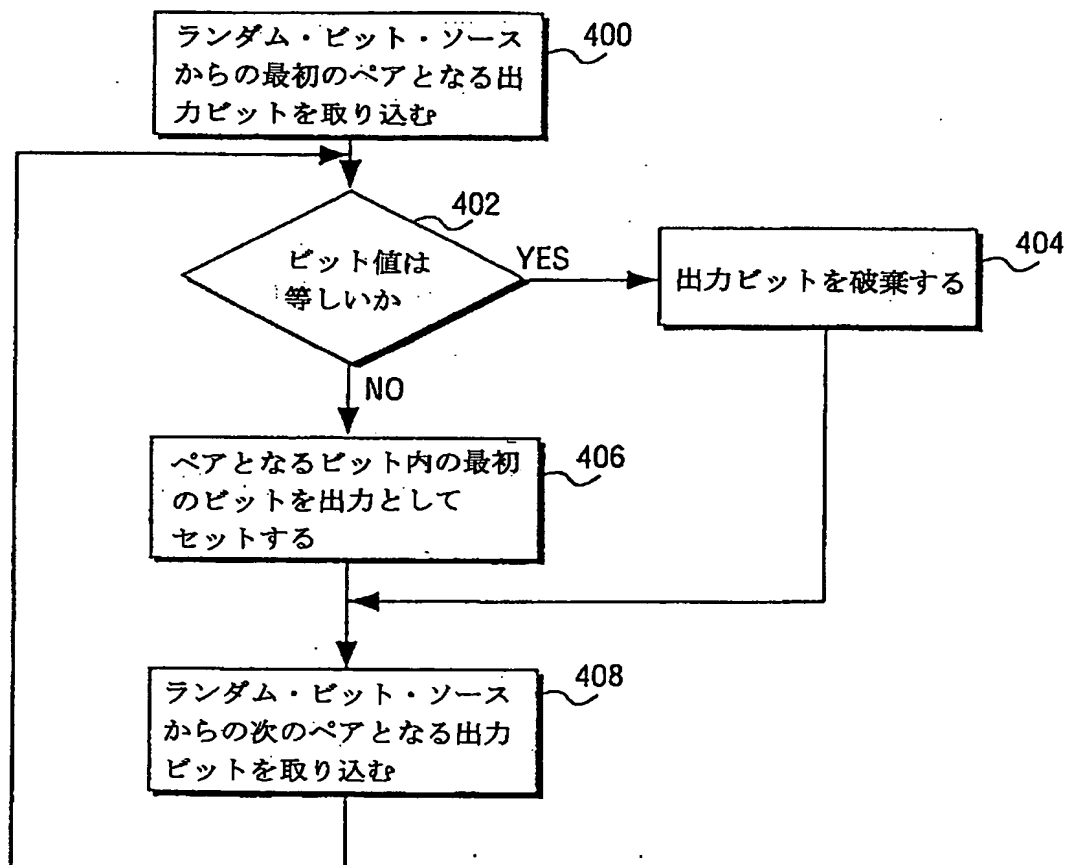 ランダム・ビット・ソース
からの最初のペアとなる出
力ビットを取り込む
400
402
ビット値は
等しいか
YES
404
出力ビットを破棄する
NO
ペアとなるビット内の最初
のビットを出力として
セットする
406
ランダム・ビット・ソース
からの次のペアとなる出力
ビットを取り込む
408